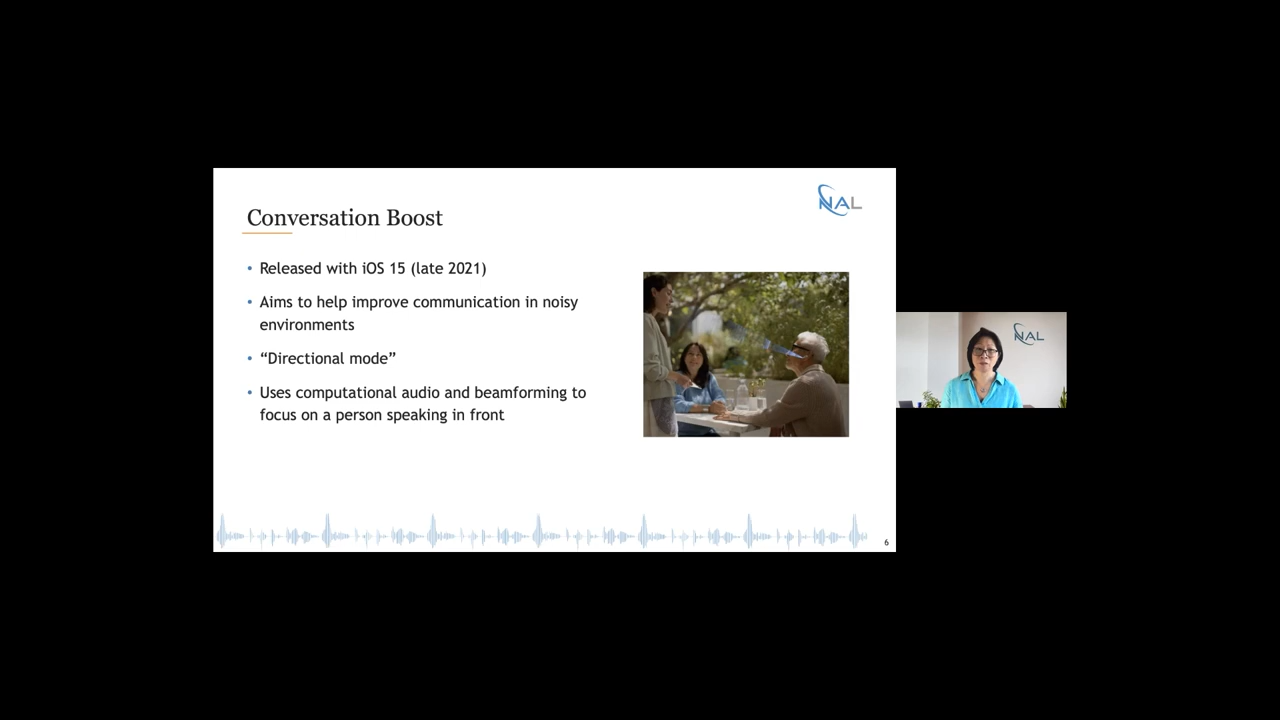 NAL
Conversation Boost
• Released with iOS 15 (late 2021)
• Aims to help improve communication in noisy
environments
• “Directional mode”
• Uses computational audio and beamforming to
focus on a person speaking in front
NAL
6